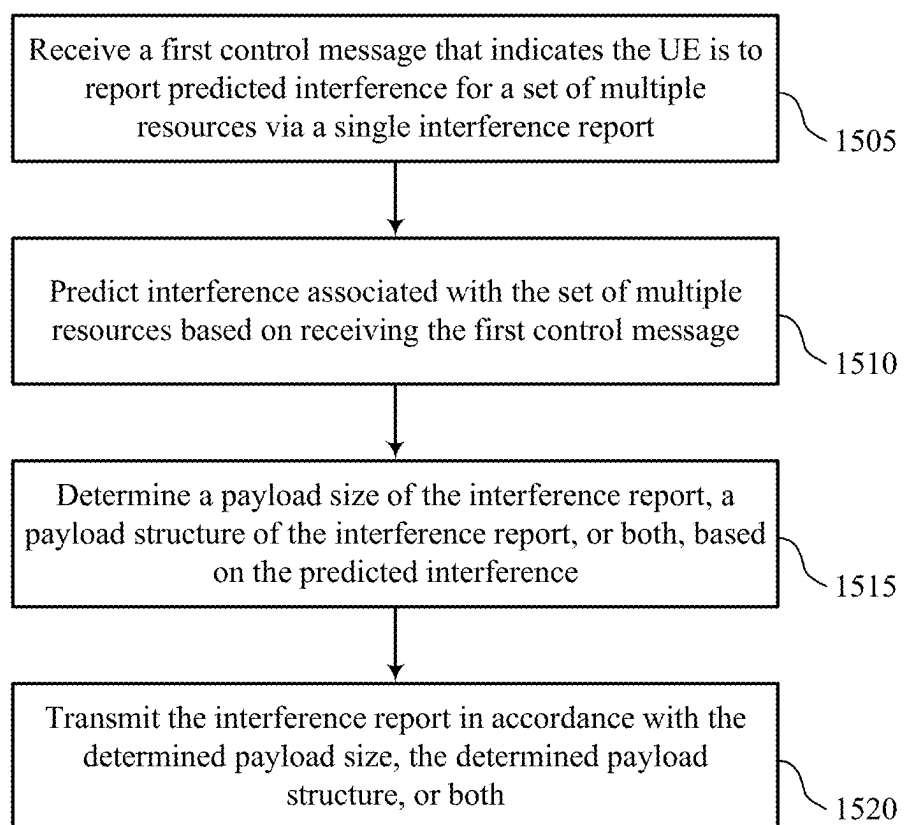 Receive a first control message that indicates the UE is to
report predicted interference for a set of multiple
resources via a single interference report
1505
Predict interference associated with the set of multiple
resources based on receiving the first control message
1510
Determine a payload size of the interference report, a
payload structure of the interference report, or both, based
on the predicted interference
1515
Transmit the interference report in accordance with the
determined payload size, the determined payload
structure, or both
1520